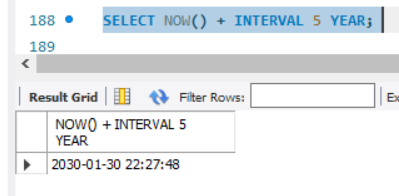 188 SELECT NOW() + INTERVAL 5 YEAR;
189
Result Grid Filter Rows: Ex
NOW() + INTERVAL 5
YEAR
2030-01-30 22:27:48